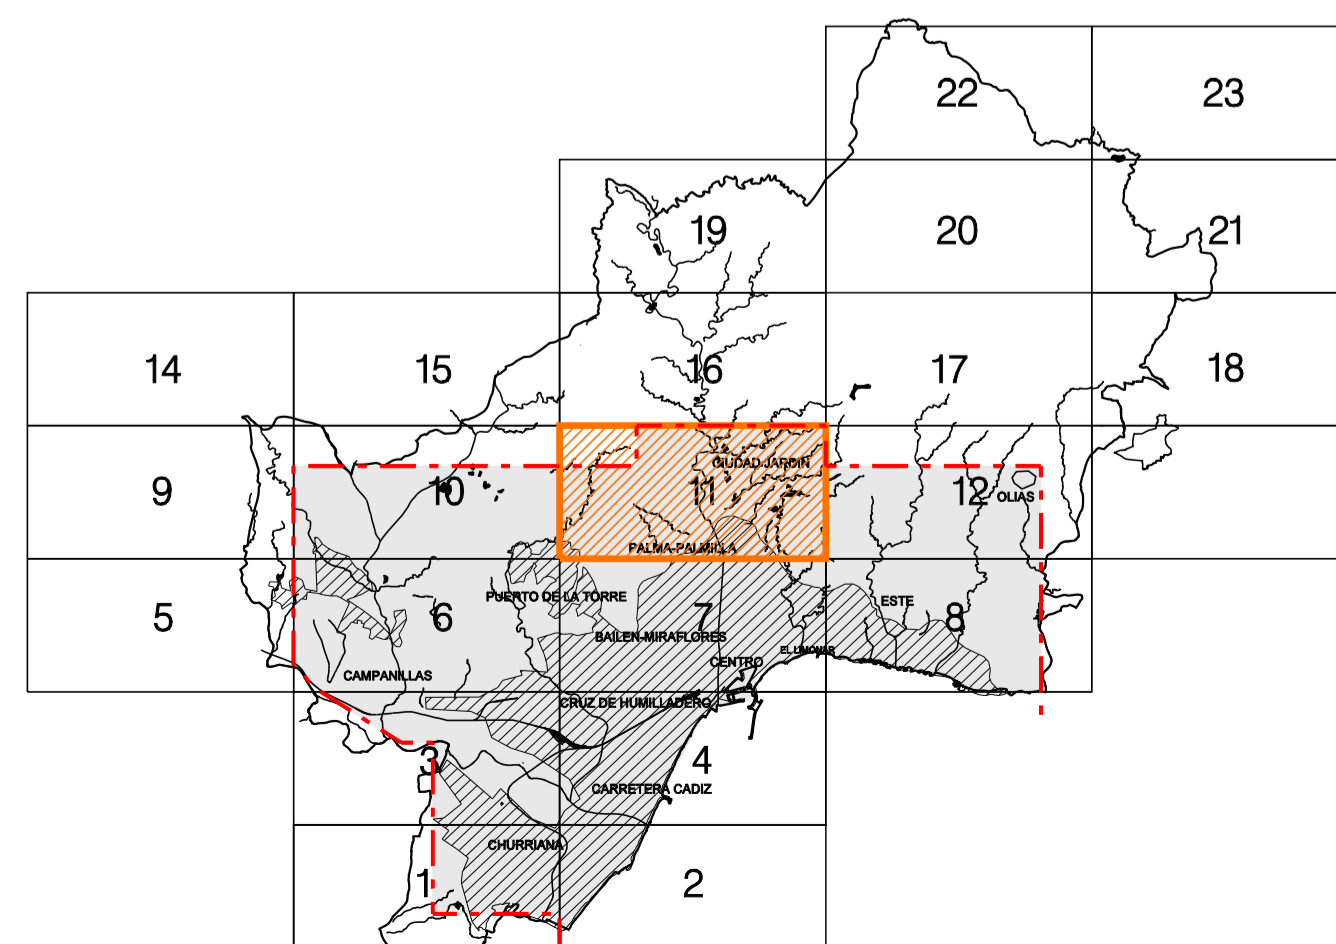 22
23
19
20
21
14
15
16
17
18
CIUDAD JARDIN
9
10
11
12
OLIAS
PALMA-PALMILLA
PUERTO DE LA TORRE
ESTE
5
6
7
8
BAILEN-MIRAFLORES
EL LIMONAR
CENTRO
CAMPANILLAS
CRUZ DE HUMILLADERO
3
4
CARRETERA CADIZ
CHURRIANA
1
2